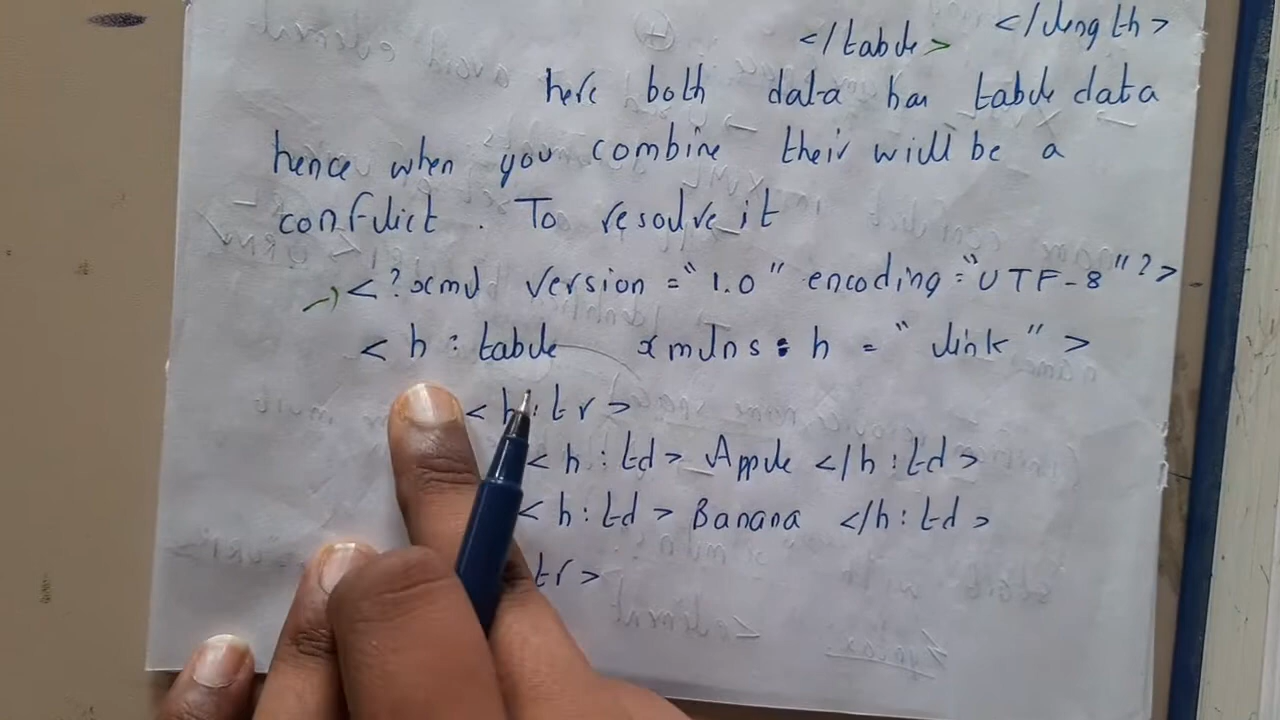 </table> </length>
here both data has table data
hence when you combine their will be a
conflict. To resolve it
<?xml version="1.0" encoding="UTF-8"?>
<h:table xmlns:h="link">
<h:tr>
<h:td> Apple </h:td>
<h:td> Banana </h:td>
tr>